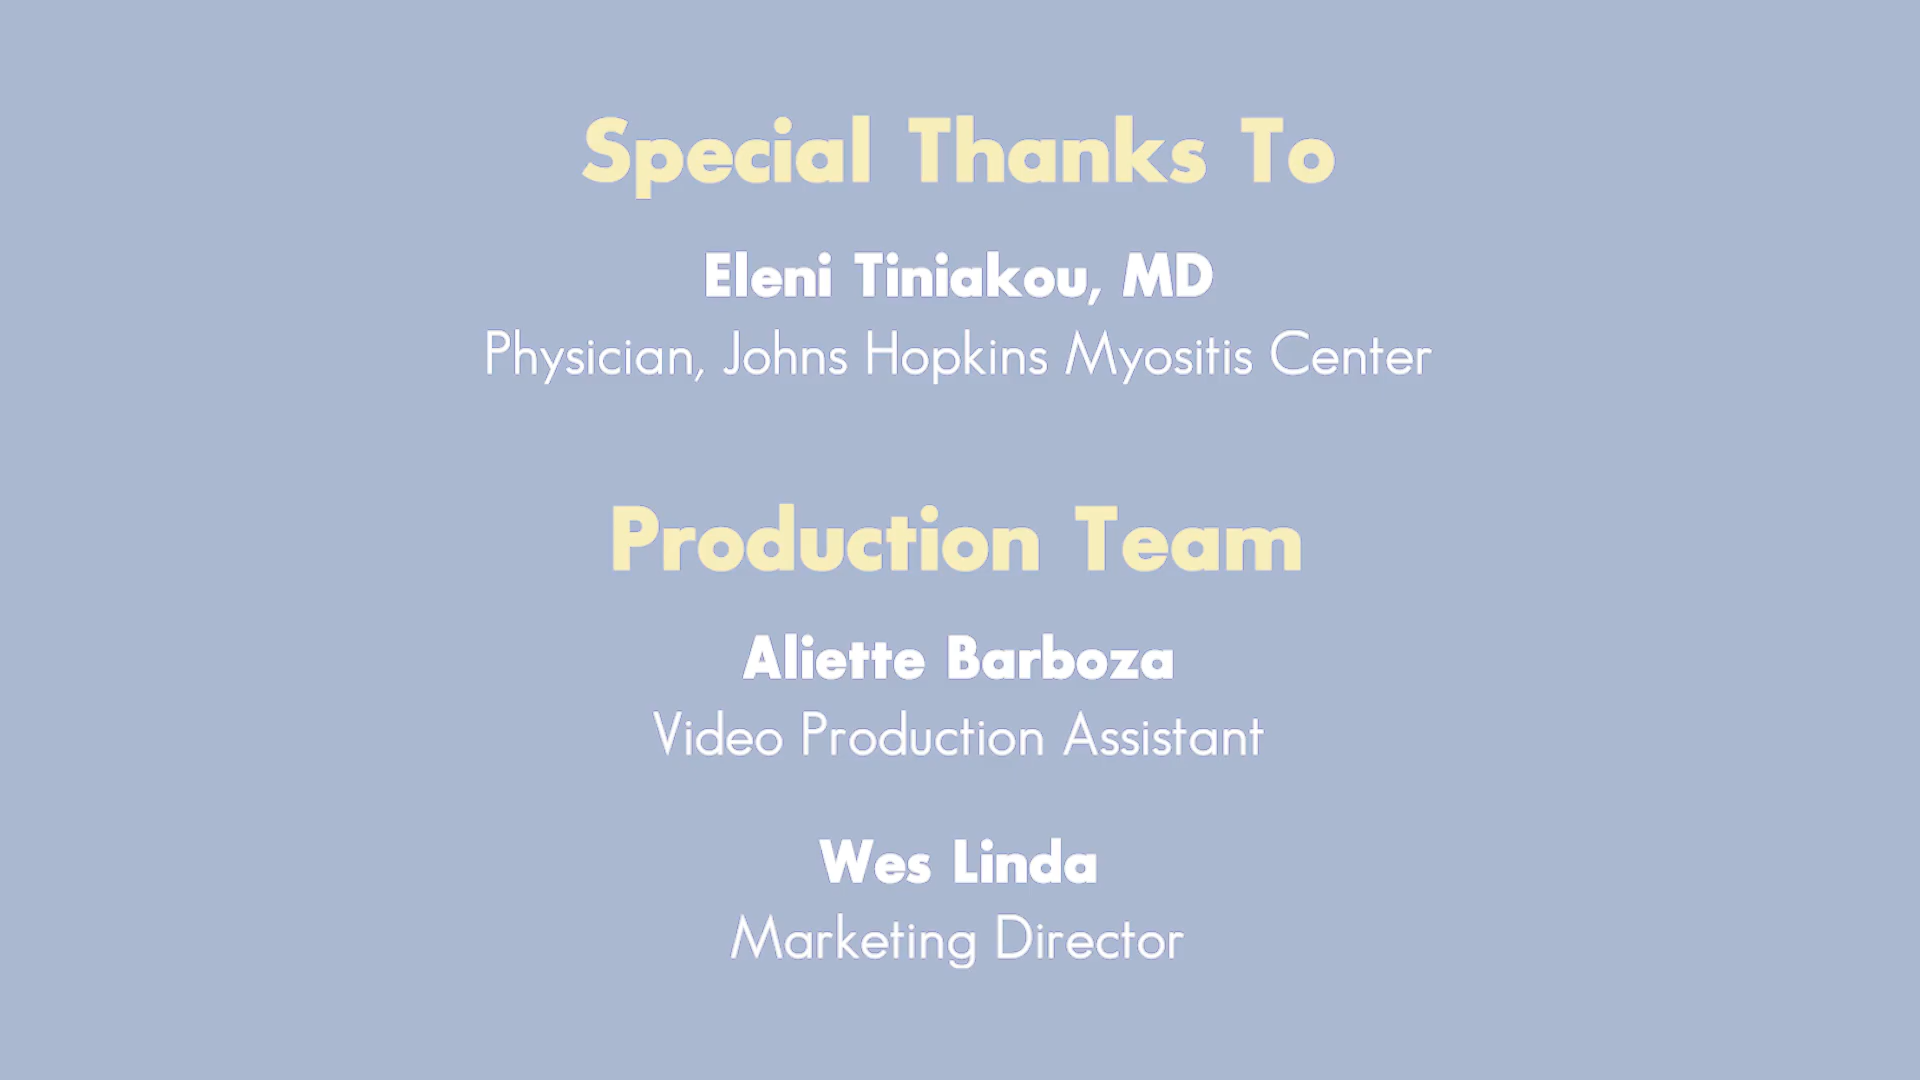 Special Thanks To
Eleni Tiniakou, MD
Physician, Johns Hopkins Myositis Center
Production Team
Aliette Barboza
Video Production Assistant
Wes Linda
Marketing Director